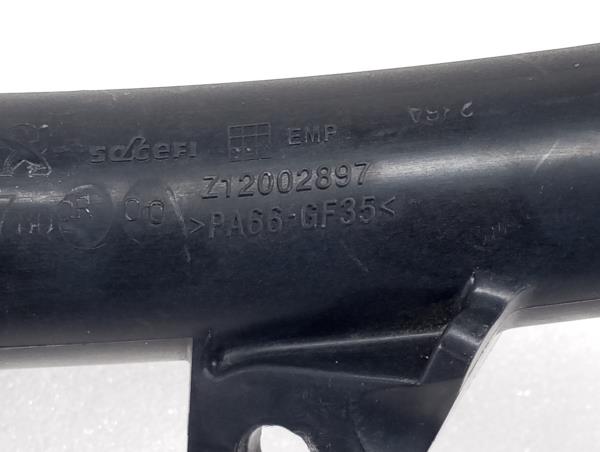 sogefi EMP
Z12002897
>PA66-GF35<